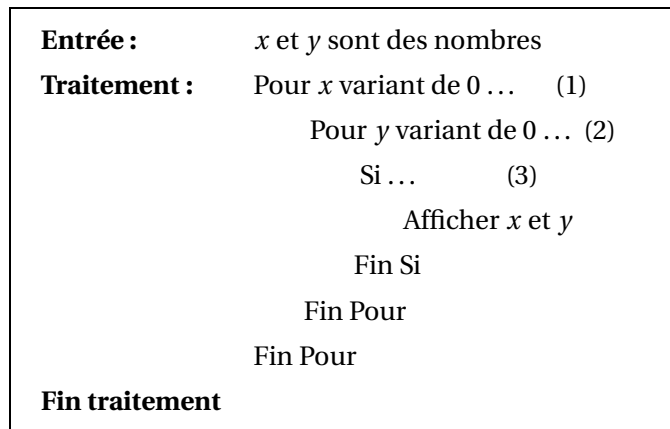 Entrée : x et y sont des nombres
Traitement : Pour x variant de 0 ... (1)
Pour y variant de 0 ... (2)
Si ... (3)
Afficher x et y
Fin Si
Fin Pour
Fin Pour
Fin traitement